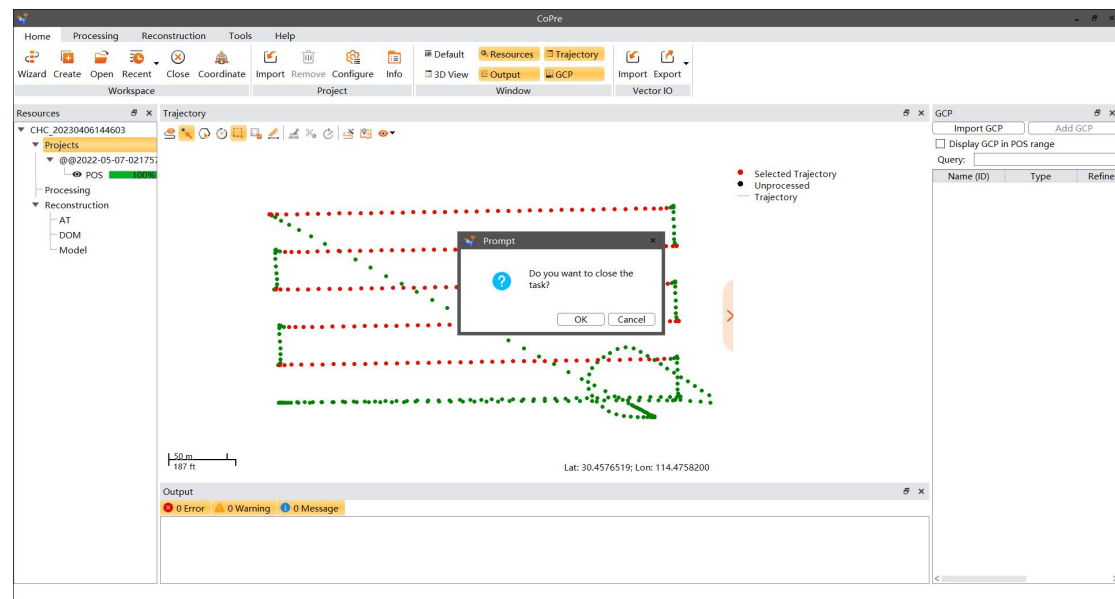 CoPre
Home Processing Reconstruction Tools Help
Wizard Create Open Recent Close Coordinate Import Remove Configure Info Default Resources Trajectory 3D View Output GCP Import Export
Workspace Project Window Vector IO
Resources Trajectory GCP
Import GCP Add GCP
Display GCP in POS range
Query:
Name (ID) Type Refine
CHC_20230406144603
Projects
@@2022-05-07-021757
POS 100%
Processing
Reconstruction
AT
DOM
Model
Selected Trajectory
Unprocessed
Trajectory
Prompt
Do you want to close the
task?
OK Cancel
50 m
187 ft
Lat: 30.4576519; Lon: 114.4758200
Output
0 Error 0 Warning 0 Message